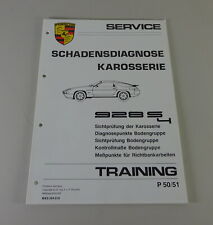 SERVICE
SCHADENSDIAGNOSE
KAROSSERIE
928 S4
Sichtprüfung der Karosserie
Diagnosepunkte Bodengruppe
Sichtprüfung Bodengruppe
Kontrollmaße Bodengruppe
Meßpunkte für Richtbankarbeiten
TRAINING
P 50/51